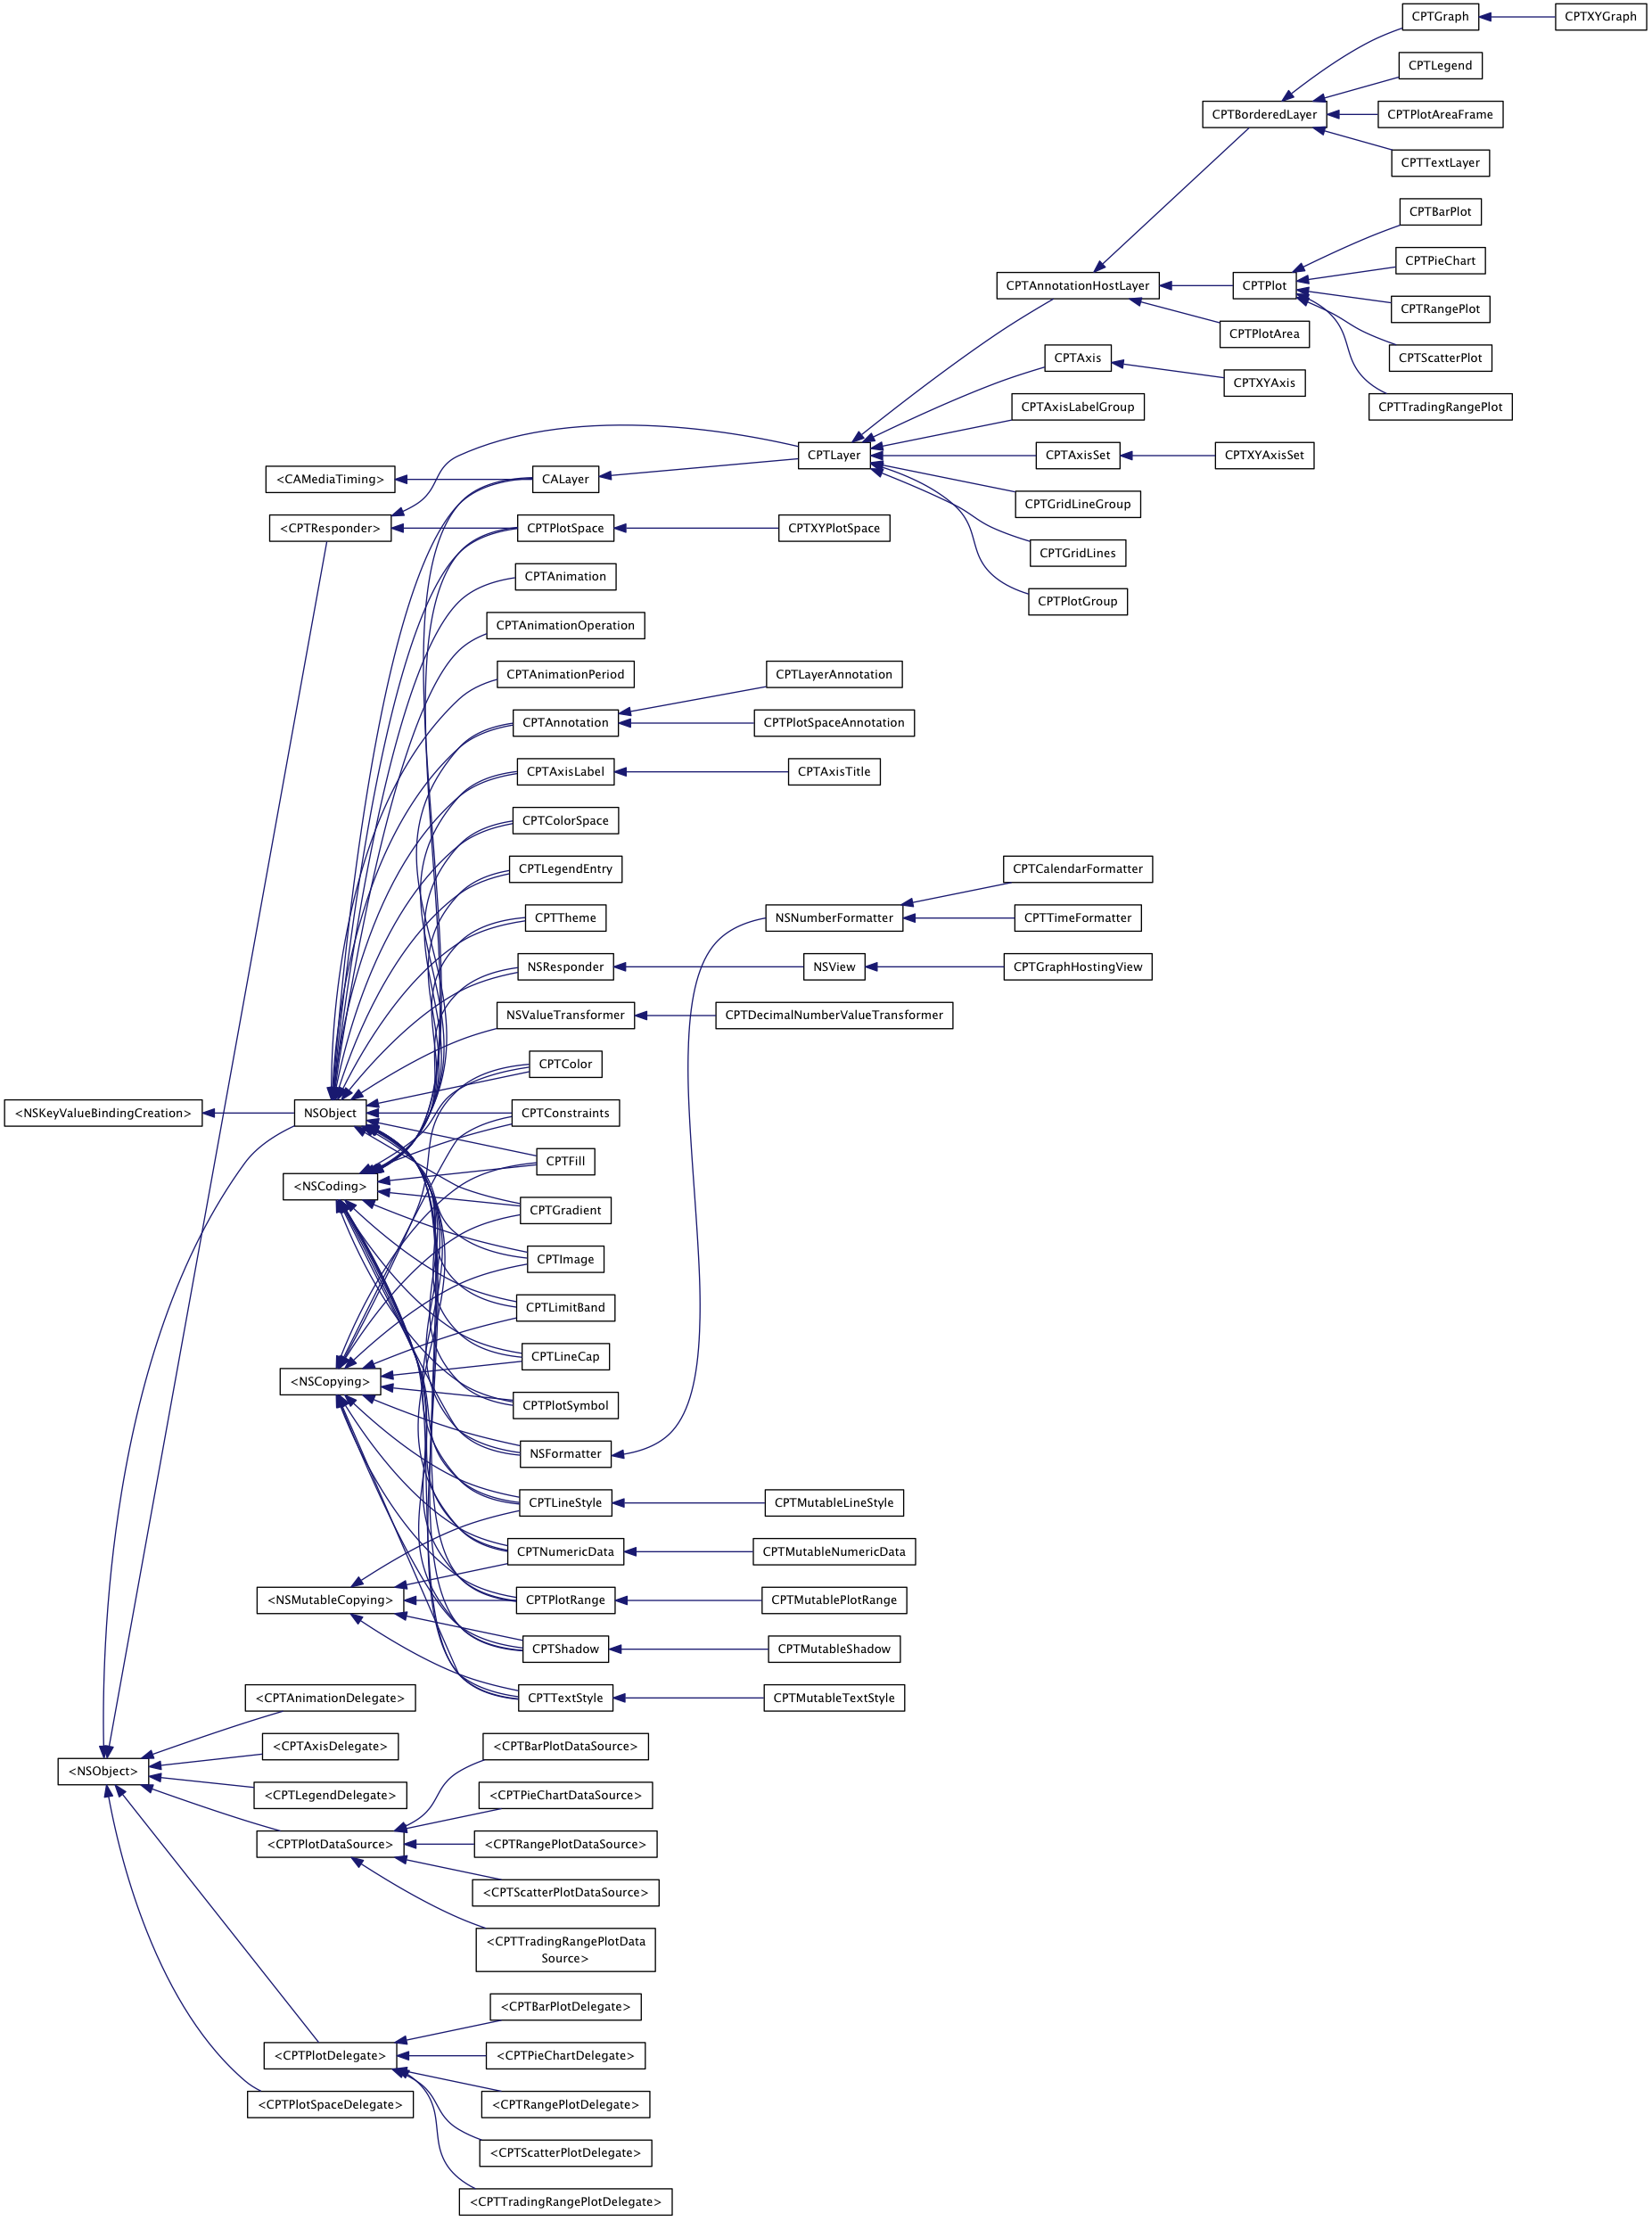 CPTGraph
CPTXYGraph
CPTLegend
CPTBorderedLayer
CPTPlotAreaFrame
CPTTextLayer
CPTBarPlot
CPTPieChart
CPTAnnotationHostLayer
CPTPlot
CPTRangePlot
CPTPlotArea
CPTAxis
CPTScatterPlot
CPTXYAxis
CPTAxisLabelGroup
CPTTradingRangePlot
CPTLayer
CPTAxisSet
CPTXYAxisSet
<CAMediaTiming>
CALayer
CPTGridLineGroup
<CPTResponder>
CPTPlotSpace
CPTXYPlotSpace
CPTGridLines
CPTAnimation
CPTPlotGroup
CPTAnimationOperation
CPTAnimationPeriod
CPTLayerAnnotation
CPTAnnotation
CPTPlotSpaceAnnotation
CPTAxisLabel
CPTAxisTitle
CPTColorSpace
CPTLegendEntry
CPTCalendarFormatter
CPTTheme
NSNumberFormatter
CPTTimeFormatter
NSResponder
NSView
CPTGraphHostingView
NSValueTransformer
CPTDecimalNumberValueTransformer
CPTColor
<NSKeyValueBindingCreation>
NSObject
CPTConstraints
CPTFill
<NSCoding>
CPTGradient
CPTImage
CPTLimitBand
CPTLineCap
<NSCopying>
CPTPlotSymbol
NSFormatter
CPTLineStyle
CPTMutableLineStyle
CPTNumericData
CPTMutableNumericData
<NSMutableCopying>
CPTPlotRange
CPTMutablePlotRange
CPTShadow
CPTMutableShadow
<CPTAnimationDelegate>
CPTTextStyle
CPTMutableTextStyle
<CPTAxisDelegate>
<CPTBarPlotDataSource>
<NSObject>
<CPTLegendDelegate>
<CPTPieChartDataSource>
<CPTPlotDataSource>
<CPTRangePlotDataSource>
<CPTScatterPlotDataSource>
<CPTTradingRangePlotData
Source>
<CPTBarPlotDelegate>
<CPTPlotDelegate>
<CPTPieChartDelegate>
<CPTPlotSpaceDelegate>
<CPTRangePlotDelegate>
<CPTScatterPlotDelegate>
<CPTTradingRangePlotDelegate>